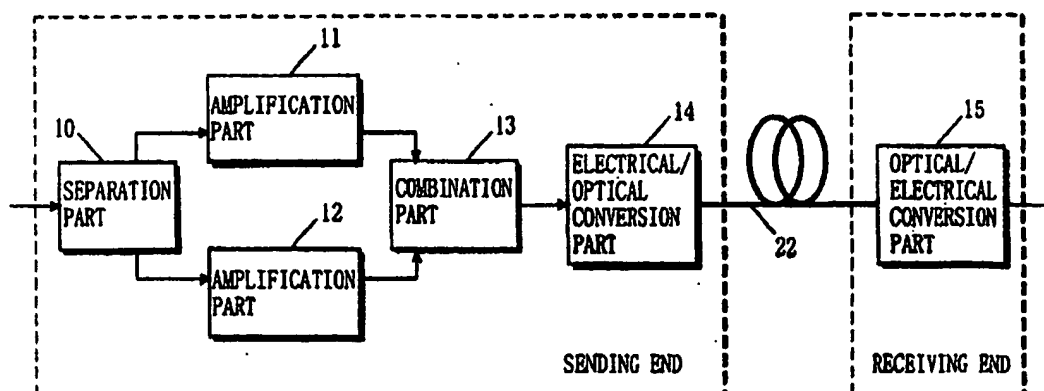 11
AMPLIFICATION
PART
10
SEPARATION
PART
12
AMPLIFICATION
PART
13
COMBINATION
PART
14
ELECTRICAL/
OPTICAL
CONVERSION
PART
22
15
OPTICAL/
ELECTRICAL
CONVERSION
PART
SENDING END
RECEIVING END